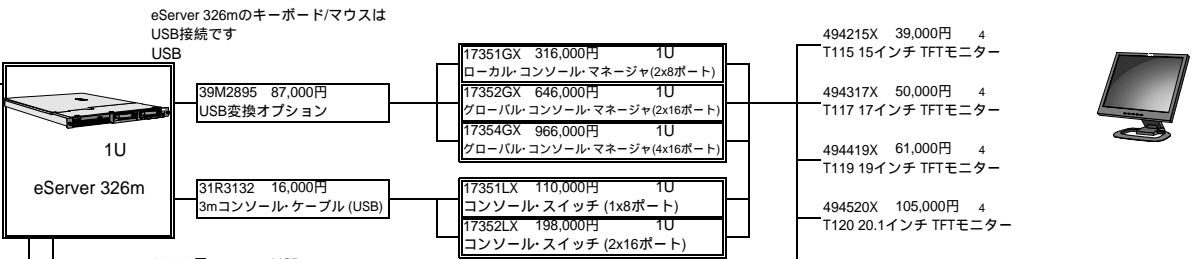 eServer 326mのキーボード/マウスは
USB接続です
USB
1U
eServer 326m
39M2895 87,000円
USB変換オプション
31R3132 16,000円
3mコンソール・ケーブル (USB)
17351GX 316,000円 1U
ローカル・コンソール・マネージャ(2x8ポート)
17352GX 646,000円 1U
グローバル・コンソール・マネージャ(2x16ポート)
17354GX 966,000円 1U
グローバル・コンソール・マネージャ(4x16ポート)
17351LX 110,000円 1U
コンソール・スイッチ (1x8ポート)
17352LX 198,000円 1U
コンソール・スイッチ (2x16ポート)
494215X 39,000円 4
T115 15インチ TFTモニター
494317X 50,000円 4
T117 17インチ TFTモニター
494419X 61,000円 4
T119 19インチ TFTモニター
494520X 105,000円 4
T120 20.1インチ TFTモニター